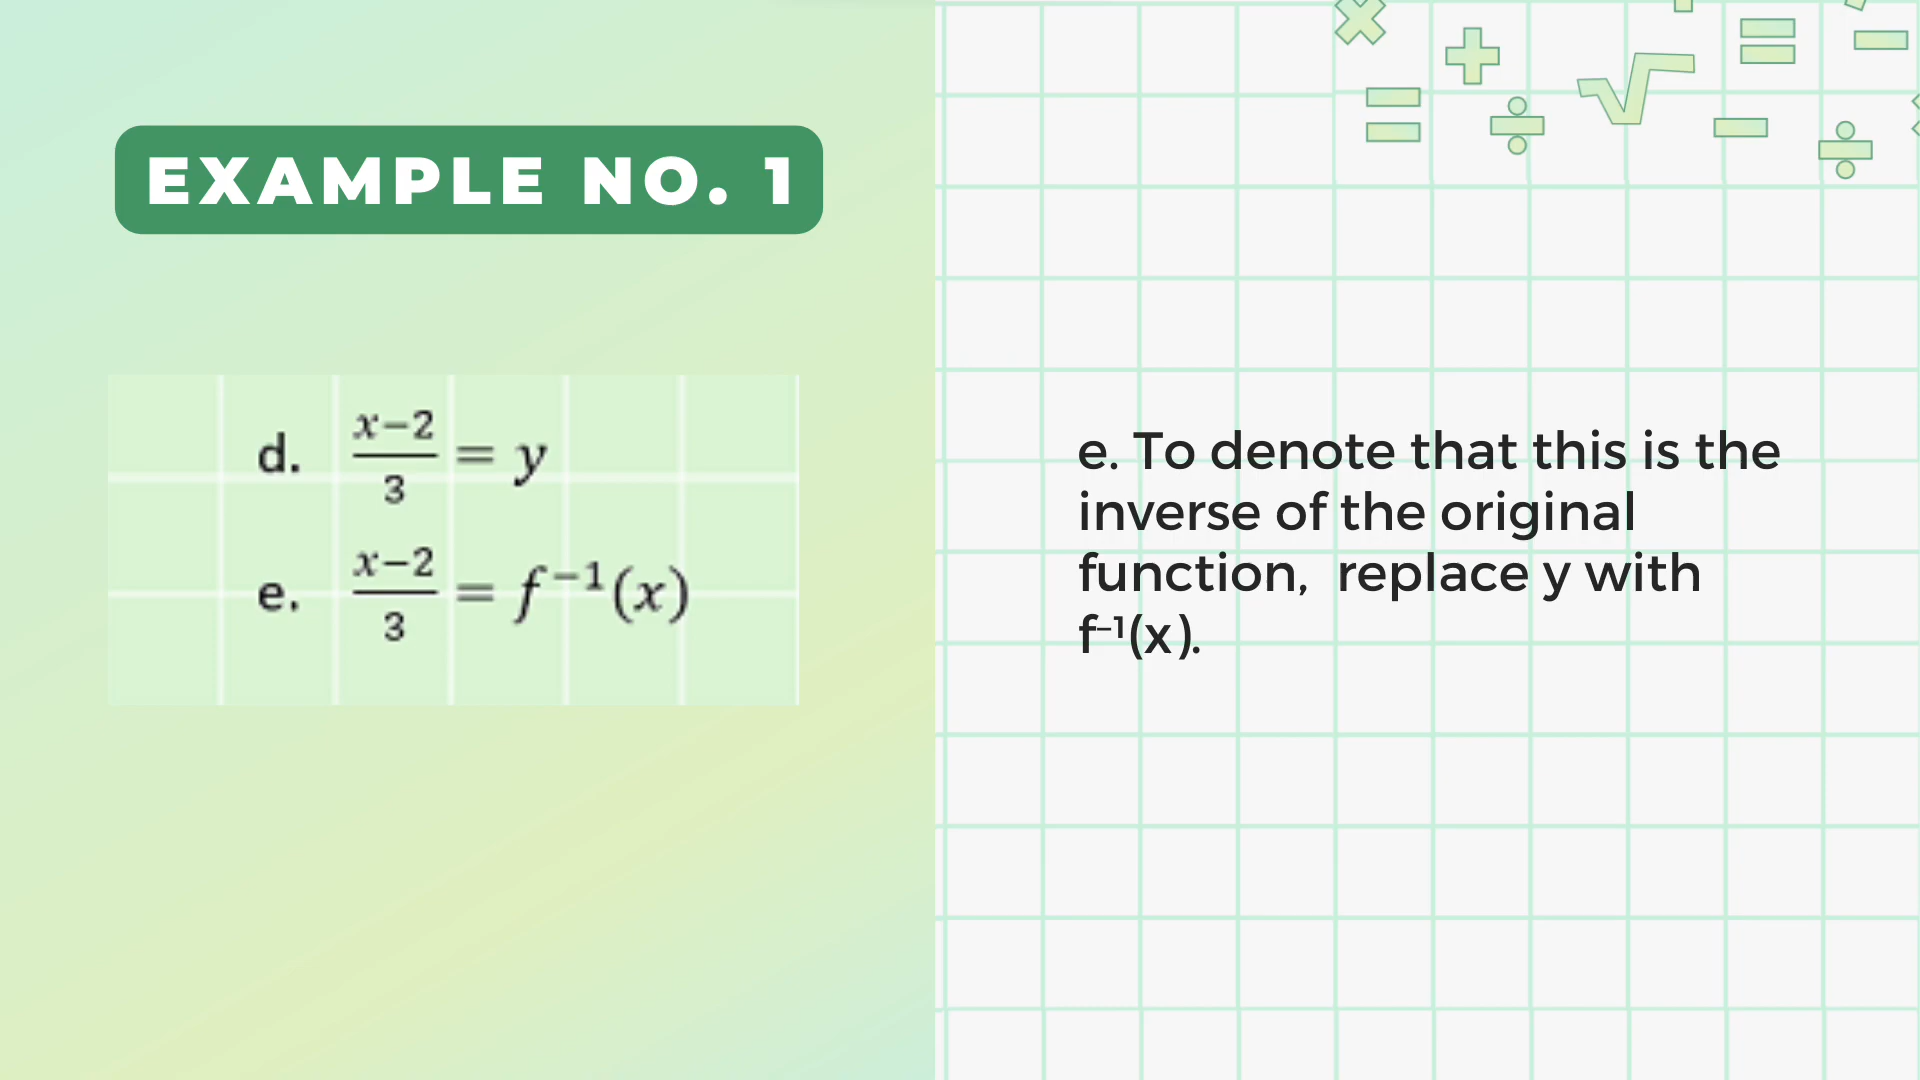 EXAMPLE NO. 1
d. x−2/3 = y
e. x−2/3 = f⁻¹(x)
e. To denote that this is the
inverse of the original
function,  replace y with
f⁻¹(x).